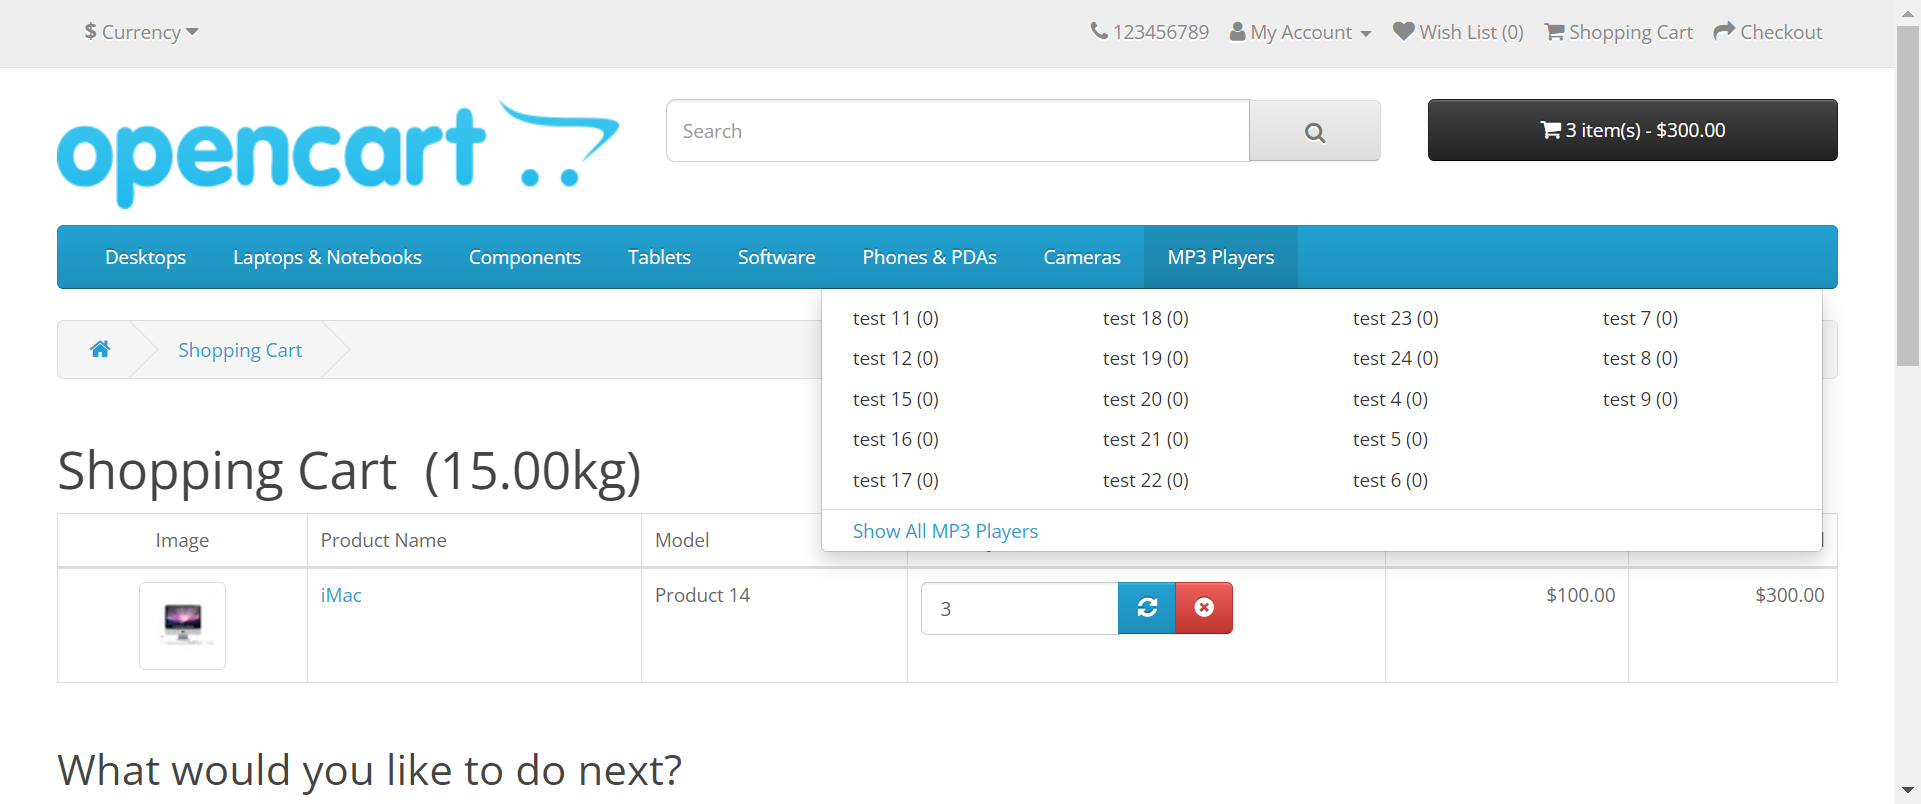 $ Currency
123456789 My Account Wish List (0) Shopping Cart Checkout
opencart
Search
3 item(s) - $300.00
Desktops Laptops & Notebooks Components Tablets Software Phones & PDAs Cameras MP3 Players
test 11 (0) test 18 (0) test 23 (0) test 7 (0)
test 12 (0) test 19 (0) test 24 (0) test 8 (0)
test 15 (0) test 20 (0) test 4 (0) test 9 (0)
test 16 (0) test 21 (0) test 5 (0)
test 17 (0) test 22 (0) test 6 (0)
Show All MP3 Players
Shopping Cart
Shopping Cart (15.00kg)
Image Product Name Model
iMac Product 14 3 $100.00 $300.00
What would you like to do next?